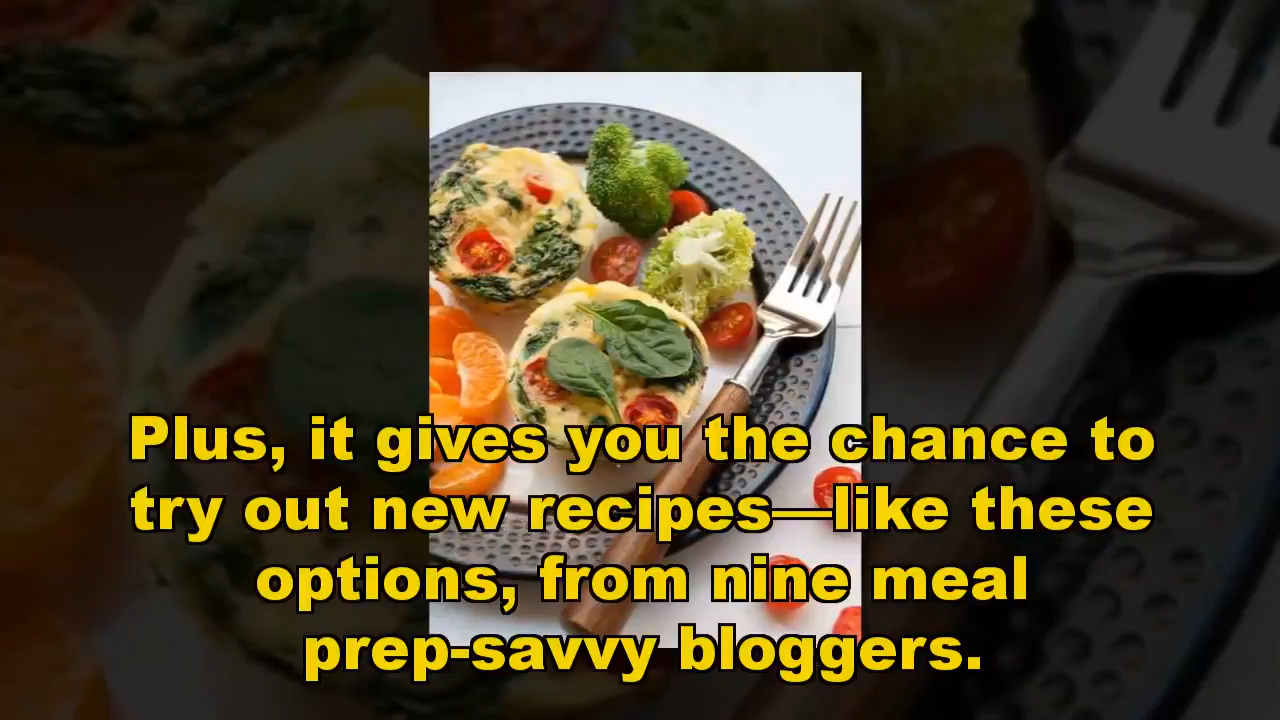 Plus, it gives you the chance to
try out new recipes—like these
options, from nine meal
prep-savvy bloggers.